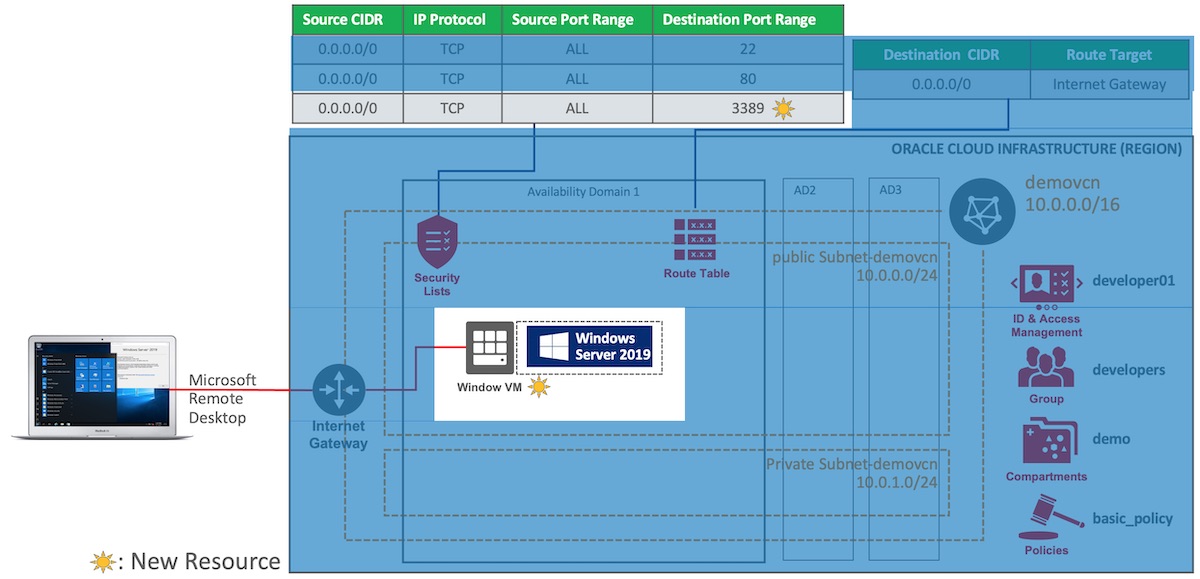 Source CIDR IP Protocol Source Port Range Destination Port Range
0.0.0.0/0 TCP ALL 22
0.0.0.0/0 TCP ALL 80
0.0.0.0/0 TCP ALL 3389
Destination CIDR Route Target
0.0.0.0/0 Internet Gateway
ORACLE CLOUD INFRASTRUCTURE (REGION)
Availability Domain 1
AD2
AD3
demovcn
10.0.0.0/16
Security
Lists
x.x.x
x.x.x
x.x.x
Route Table
public Subnet-demovcn
10.0.0.0/24
developer01
ID & Access
Management
Windows
Server 2019
Window VM
Windows Server 2019
Microsoft
Remote
Desktop
Internet
Gateway
developers
Group
demo
Compartments
Private Subnet-demovcn
10.0.1.0/24
basic_policy
Policies
: New Resource